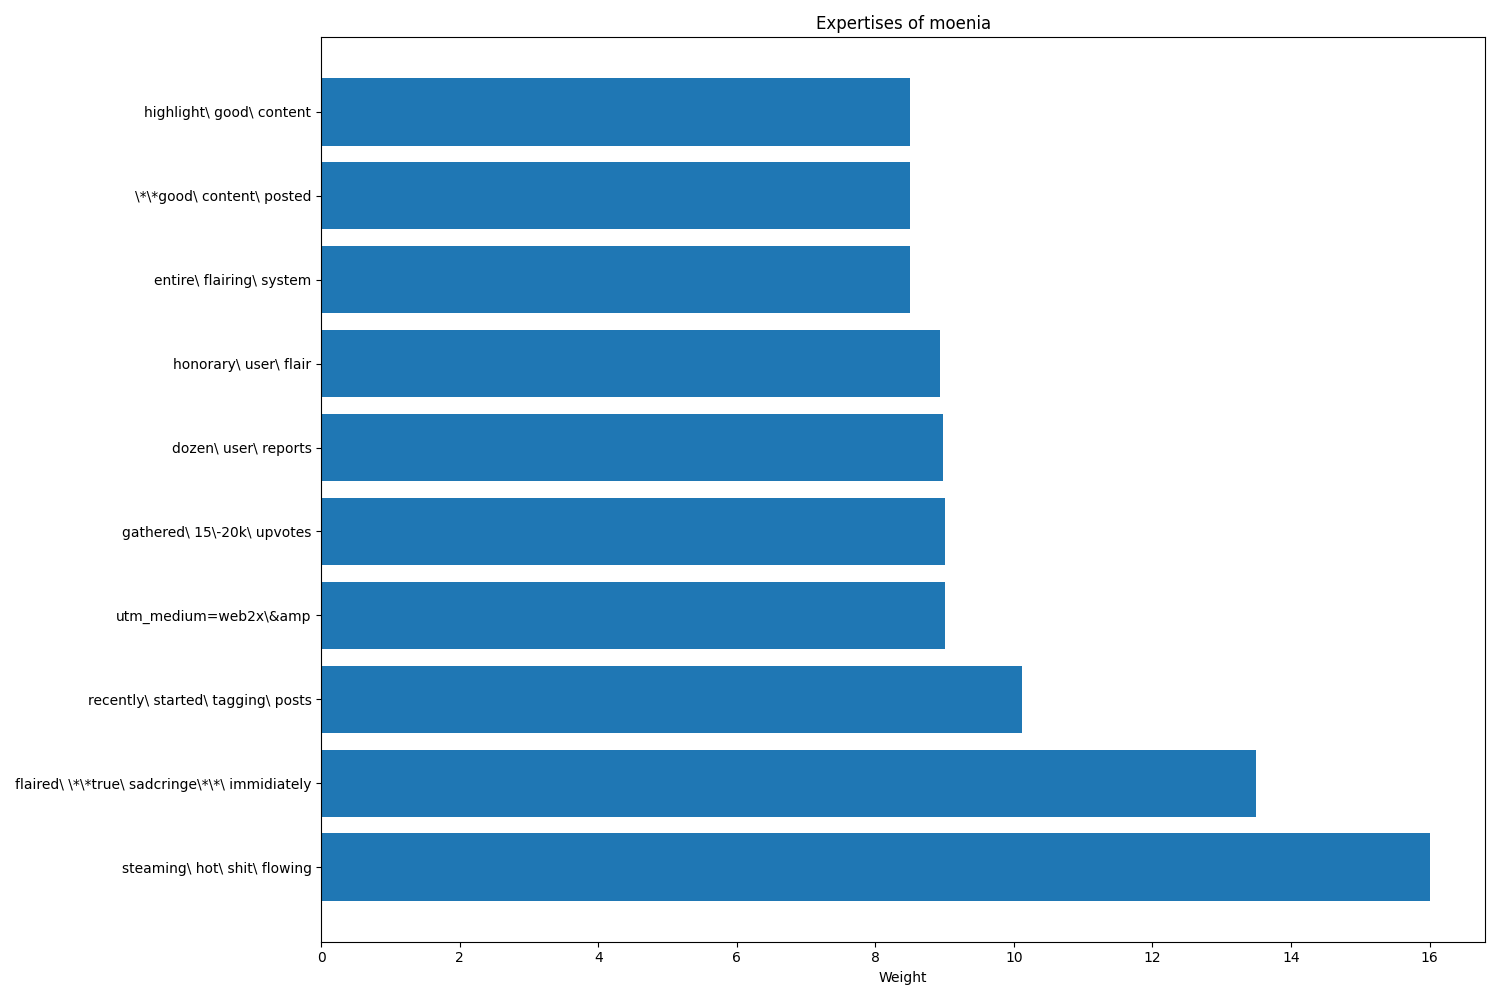 Expertises of moenia
highlight\ good\ content
\*\*good\ content\ posted
entire\ flairing\ system
honorary\ user\ flair
dozen\ user\ reports
gathered\ 15\-20k\ upvotes
utm_medium=web2x\&amp
recently\ started\ tagging\ posts
flaired\ \*\*true\ sadcringe\*\*\ immidiately
steaming\ hot\ shit\ flowing
0 2 4 6 8 10 12 14 16
Weight